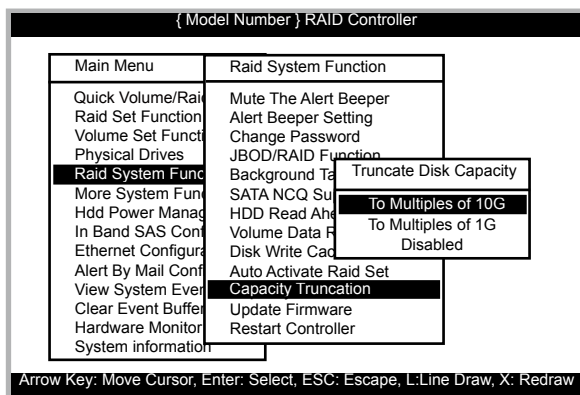 { Model Number } RAID Controller
Main Menu
Quick Volume/Rai
Raid Set Function
Volume Set Functi
Physical Drives
Raid System Func
More System Fun
Hdd Power Manag
In Band SAS Conf
Ethernet Configura
Alert By Mail Conf
View System Even
Clear Event Buffer
Hardware Monitor
System information
Raid System Function
Mute The Alert Beeper
Alert Beeper Setting
Change Password
JBOD/RAID Function
Background Ta
SATA NCQ Su
HDD Read Ahe
Volume Data R
Disk Write Cac
Auto Activate Raid Set
Capacity Truncation
Update Firmware
Restart Controller
Truncate Disk Capacity
To Multiples of 10G
To Multiples of 1G
Disabled
Arrow Key: Move Cursor, Enter: Select, ESC: Escape, L:Line Draw, X: Redraw